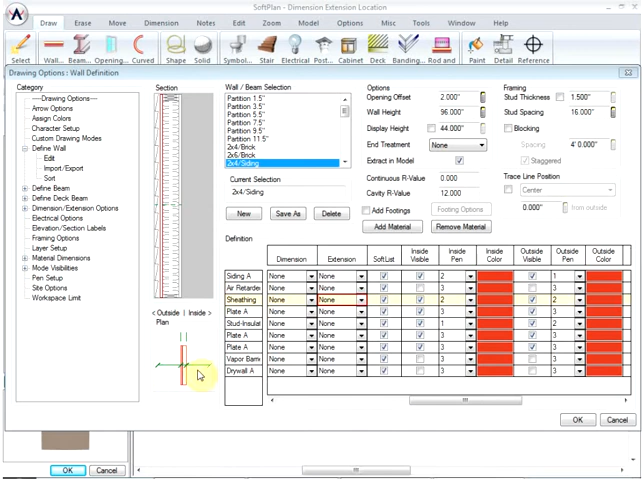 SoftPlan - Dimension Extension Location
Draw Erase Move Dimension Notes Edit Zoom Model Options Misc Tools Window Help
Select Wall... Beam... Opening... Curved Shape Solid Symbol... Stair Electrical Post... Cabinet Deck Banding... Rod and Paint Detail Reference
Drawing Options : Wall Definition
Category
----Drawing Options----
Arrow Options
Assign Colors
Character Setup
Custom Drawing Modes
Define Wall
Edit
Import/Export
Sort
Define Beam
Define Deck Beam
Dimension/Extension Options
Electrical Options
Elevation/Section Labels
Framing Options
Layer Setup
Material Dimensions
Mode Visibilities
Pen Setup
Site Options
Workspace Limit
Section
< Outside | Inside >
Plan
Wall / Beam Selection
Partition 1.5"
Partition 3.5"
Partition 5.5"
Partition 7.5"
Partition 9.5"
Partition 11.5"
2x4/Brick
2x6/Brick
2x4/Siding
Current Selection
2x4/Siding
New Save As Delete
Options
Opening Offset 2.000"
Wall Height 96.000"
Display Height 44.000"
End Treatment None
Extract in Model
Continuous R-Value 0.000
Cavity R-Value 12.000
Add Footings Footing Options
Add Material Remove Material
Framing
Stud Thickness 1.500"
Stud Spacing 16.000"
Blocking
Spacing 4' 0.000"
Staggered
Trace Line Position
Center
0.000" from outside
Definition
Dimension Extension SoftList Inside Visible Inside Pen Inside Color Outside Visible Outside Pen Outside Color
Siding A None None 2 1
Air Retarder None None 3 3
Sheathing None None 2 2
Plate A None None 3 3
Stud-Insulat None None 1 2
Plate A None None 3 3
Plate A None None 3 3
Vapor Barri None None 3 3
Drywall A None None 3 3
OK Cancel
OK Cancel